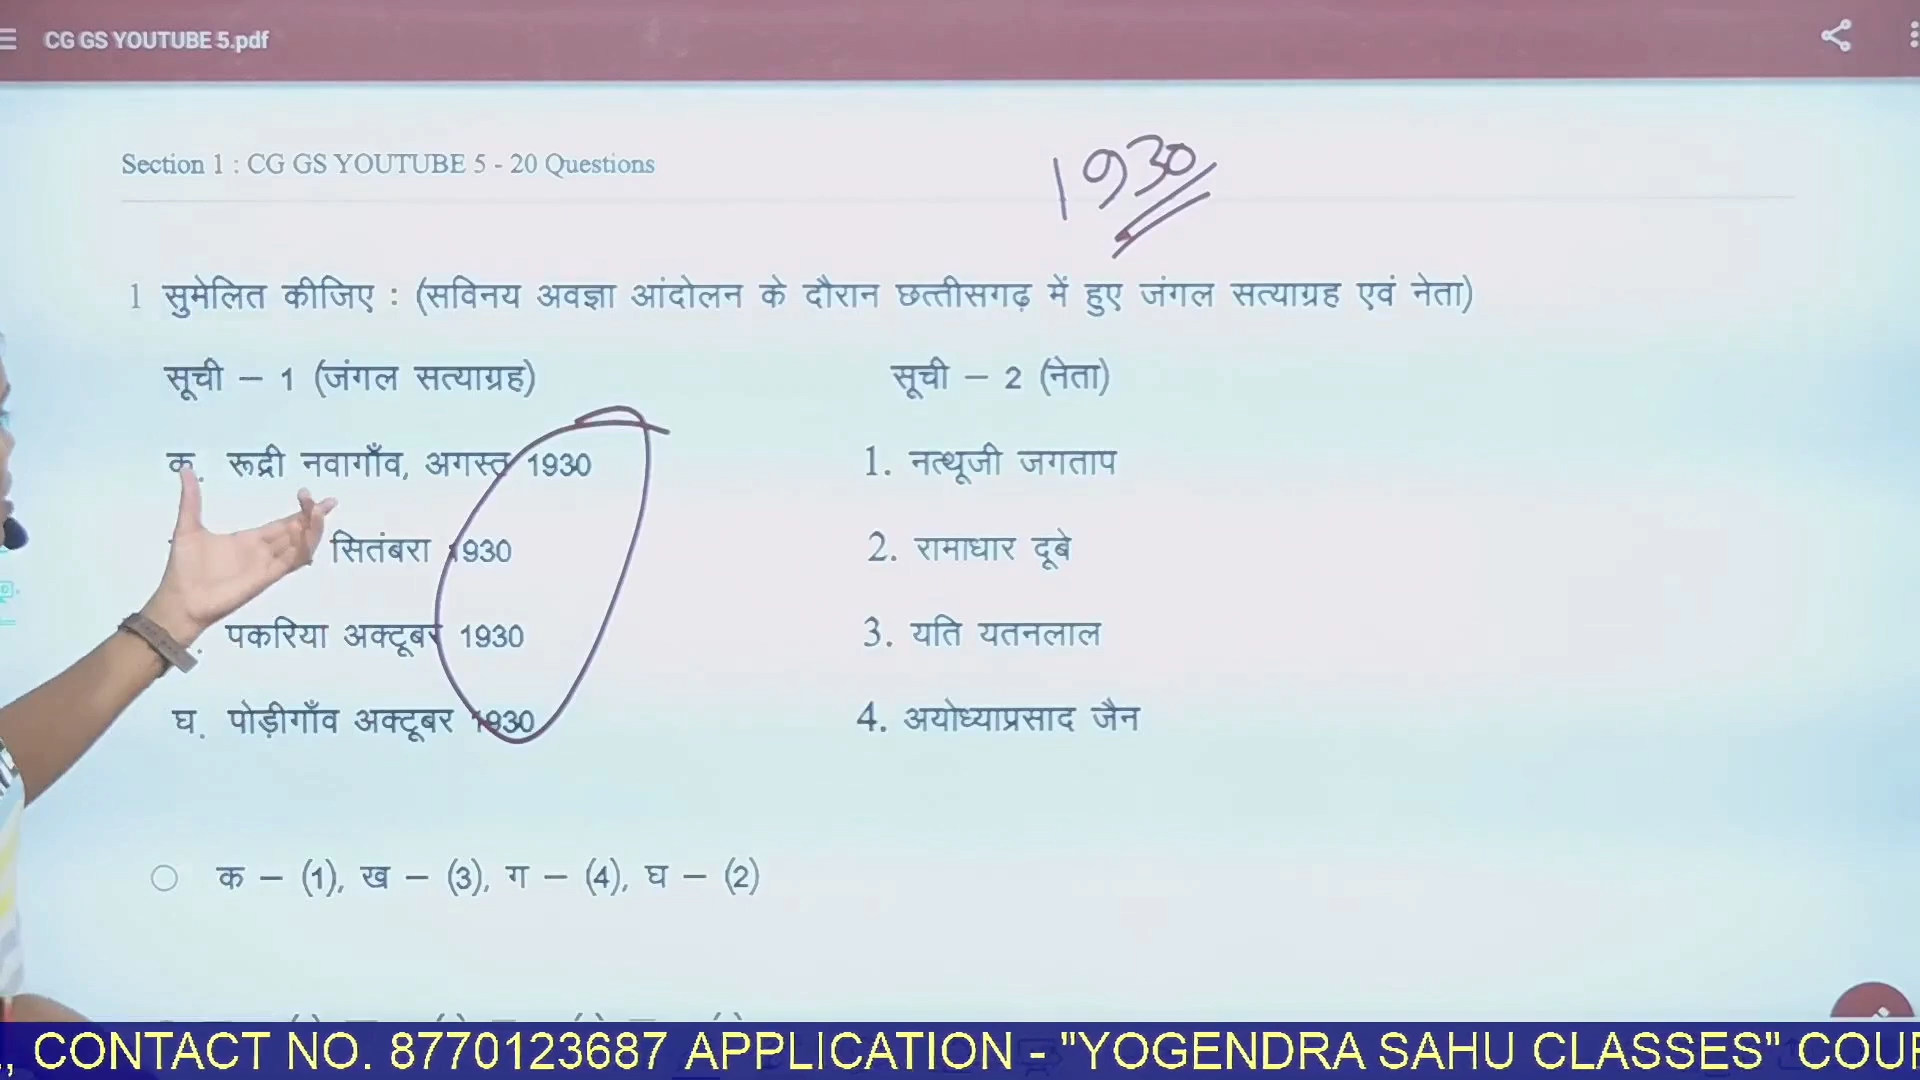 CG GS YOUTUBE 5.pdf
Section 1 : CG GS YOUTUBE 5 - 20 Questions
1930
1 सुमेलित कीजिए : (सविनय अवज्ञा आंदोलन के दौरान छत्तीसगढ़ में हुए जंगल सत्याग्रह एवं नेता)
सूची – 1 (जंगल सत्याग्रह) सूची – 2 (नेता)
क. रूद्री नवागाँव, अगस्त 1930 1. नत्थूजी जगताप
सितंबरा 1930 2. रामाधार दूबे
पकरिया अक्टूबर 1930 3. यति यतनलाल
घ. पोड़ीगाँव अक्टूबर 1930 4. अयोध्याप्रसाद जैन
क – (1), ख – (3), ग – (4), घ – (2)
CONTACT NO. 8770123687 APPLICATION - "YOGENDRA SAHU CLASSES"